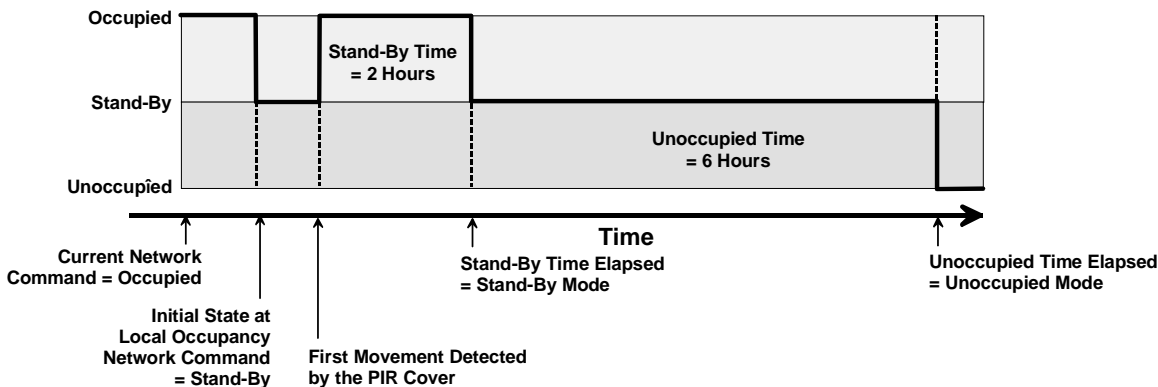 Occupied
Stand-By Time
= 2 Hours
Stand-By
Unoccupied Time
= 6 Hours
Unoccupîed
Time
Current Network
Command = Occupied
Stand-By Time Elapsed
= Stand-By Mode
Unoccupied Time Elapsed
= Unoccupied Mode
Initial State at
Local Occupancy
Network Command
= Stand-By
First Movement Detected
by the PIR Cover